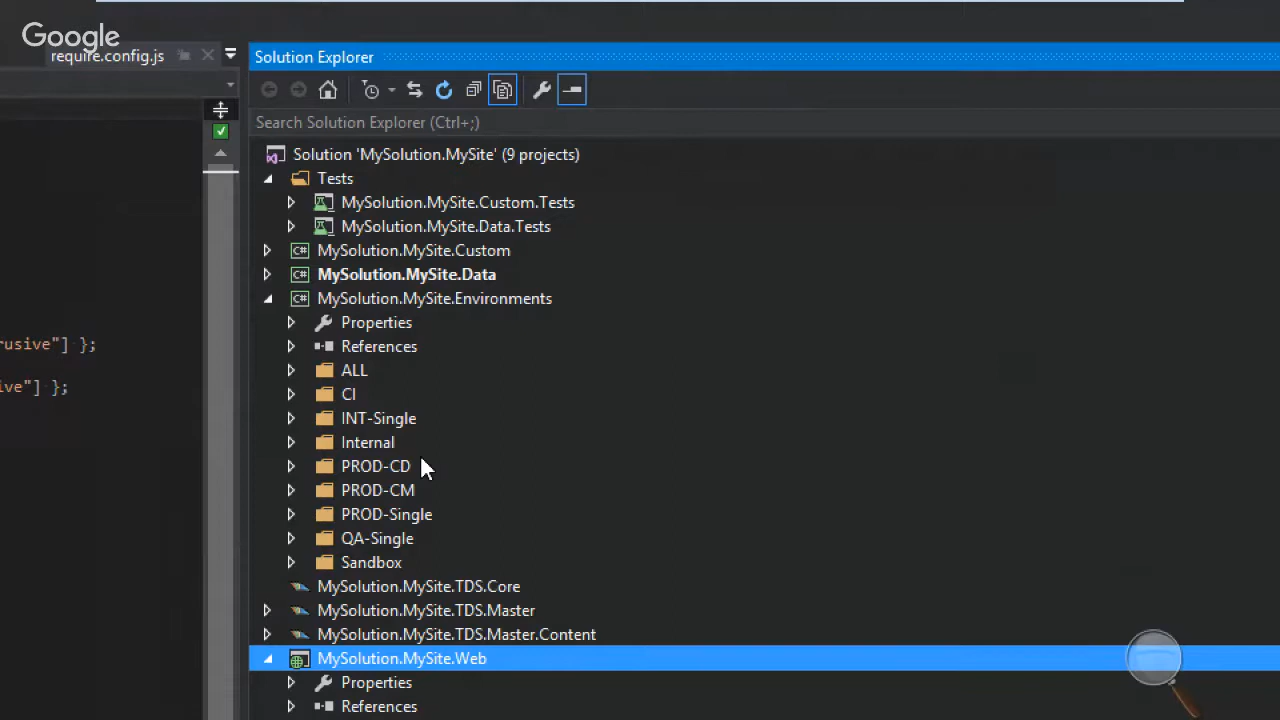 Google
require.config.js
Solution Explorer
Search Solution Explorer (Ctrl+;)
Solution 'MySolution.MySite' (9 projects)
Tests
MySolution.MySite.Custom.Tests
MySolution.MySite.Data.Tests
C# MySolution.MySite.Custom
C# MySolution.MySite.Data
C# MySolution.MySite.Environments
Properties
References
rusive"] };
ALL
ive"] };
CI
INT-Single
Internal
PROD-CD
PROD-CM
PROD-Single
QA-Single
Sandbox
MySolution.MySite.TDS.Core
MySolution.MySite.TDS.Master
MySolution.MySite.TDS.Master.Content
MySolution.MySite.Web
Properties
References